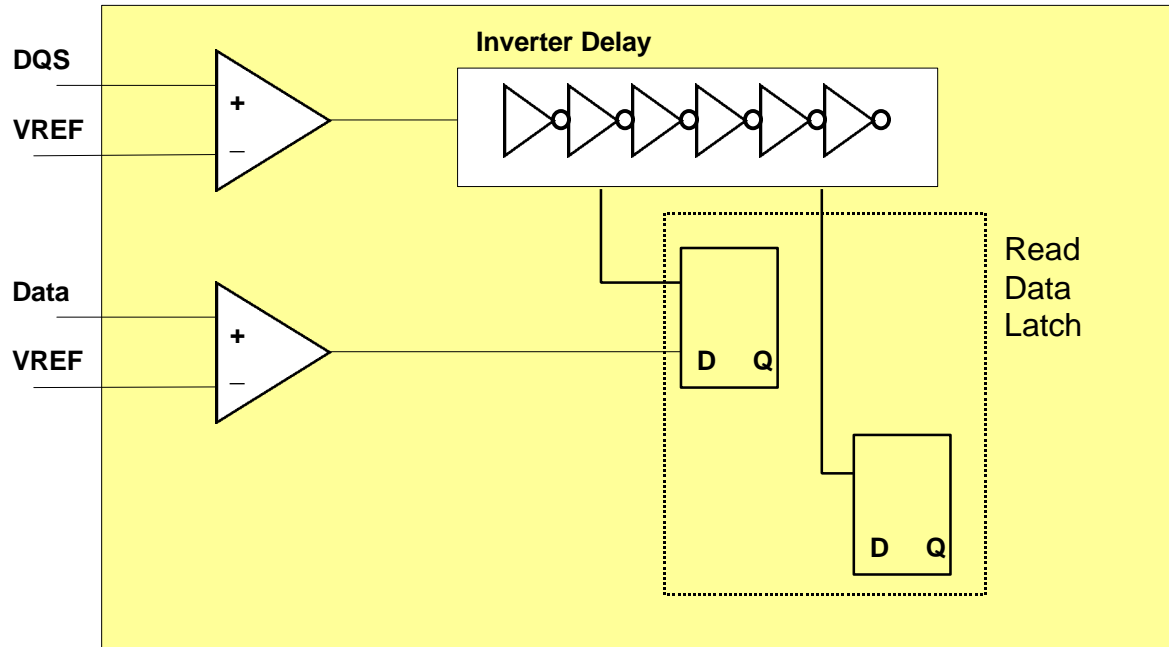 Inverter Delay
DQS
+
VREF
–
Read
Data
Latch
Data
+
VREF
–
D Q
D Q